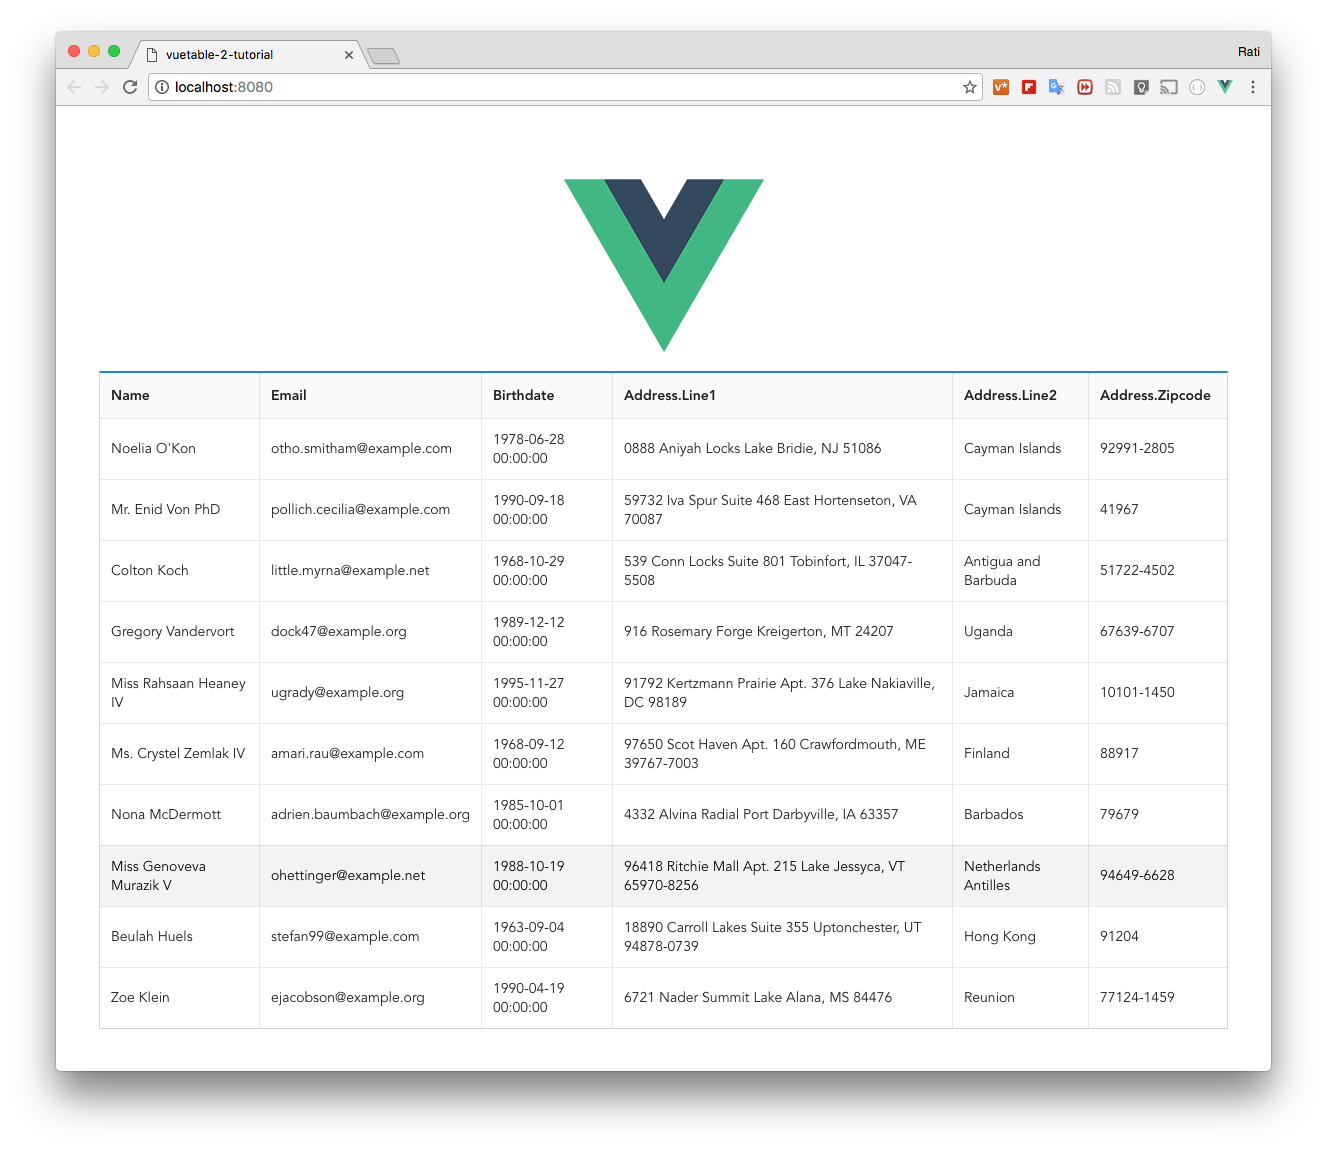 vuetable-2-tutorial
Rati
localhost:8080
Name Email Birthdate Address.Line1 Address.Line2 Address.Zipcode
Noelia O'Kon otho.smitham@example.com 1978-06-28 00:00:00 0888 Aniyah Locks Lake Bridie, NJ 51086 Cayman Islands 92991-2805
Mr. Enid Von PhD pollich.cecilia@example.com 1990-09-18 00:00:00 59732 Iva Spur Suite 468 East Hortenseton, VA 70087 Cayman Islands 41967
Colton Koch little.myrna@example.net 1968-10-29 00:00:00 539 Conn Locks Suite 801 Tobinfort, IL 37047-5508 Antigua and Barbuda 51722-4502
Gregory Vandervort dock47@example.org 1989-12-12 00:00:00 916 Rosemary Forge Kreigerton, MT 24207 Uganda 67639-6707
Miss Rahsaan Heaney IV ugrady@example.org 1995-11-27 00:00:00 91792 Kertzmann Prairie Apt. 376 Lake Nakiaville, DC 98189 Jamaica 10101-1450
Ms. Crystel Zemlak IV amari.rau@example.com 1968-09-12 00:00:00 97650 Scot Haven Apt. 160 Crawfordmouth, ME 39767-7003 Finland 88917
Nona McDermott adrien.baumbach@example.org 1985-10-01 00:00:00 4332 Alvina Radial Port Darbyville, IA 63357 Barbados 79679
Miss Genoveva Murazik V ohettinger@example.net 1988-10-19 00:00:00 96418 Ritchie Mall Apt. 215 Lake Jessyca, VT 65970-8256 Netherlands Antilles 94649-6628
Beulah Huels stefan99@example.com 1963-09-04 00:00:00 18890 Carroll Lakes Suite 355 Uptonchester, UT 94878-0739 Hong Kong 91204
Zoe Klein ejacobson@example.org 1990-04-19 00:00:00 6721 Nader Summit Lake Alana, MS 84476 Reunion 77124-1459